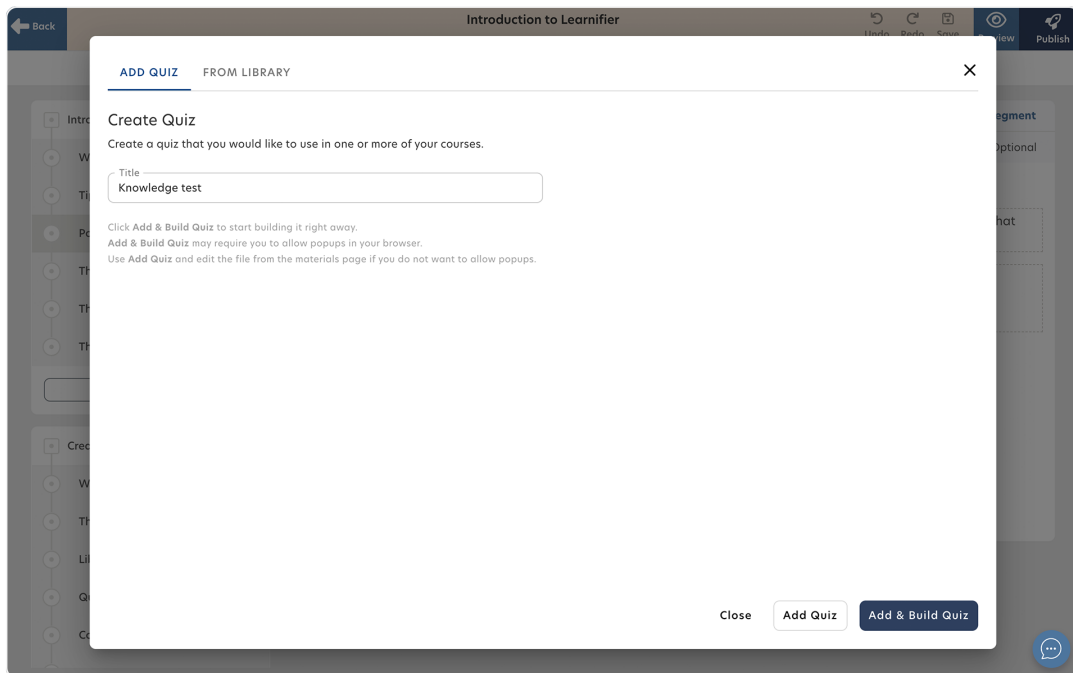 Back
Introduction to Learnifier
Undo Redo Save
Publish
ADD QUIZ FROM LIBRARY
Create Quiz
Create a quiz that you would like to use in one or more of your courses.
Title
Knowledge test
Click Add & Build Quiz to start building it right away.
Add & Build Quiz may require you to allow popups in your browser.
Use Add Quiz and edit the file from the materials page if you do not want to allow popups.
Close Add Quiz Add & Build Quiz